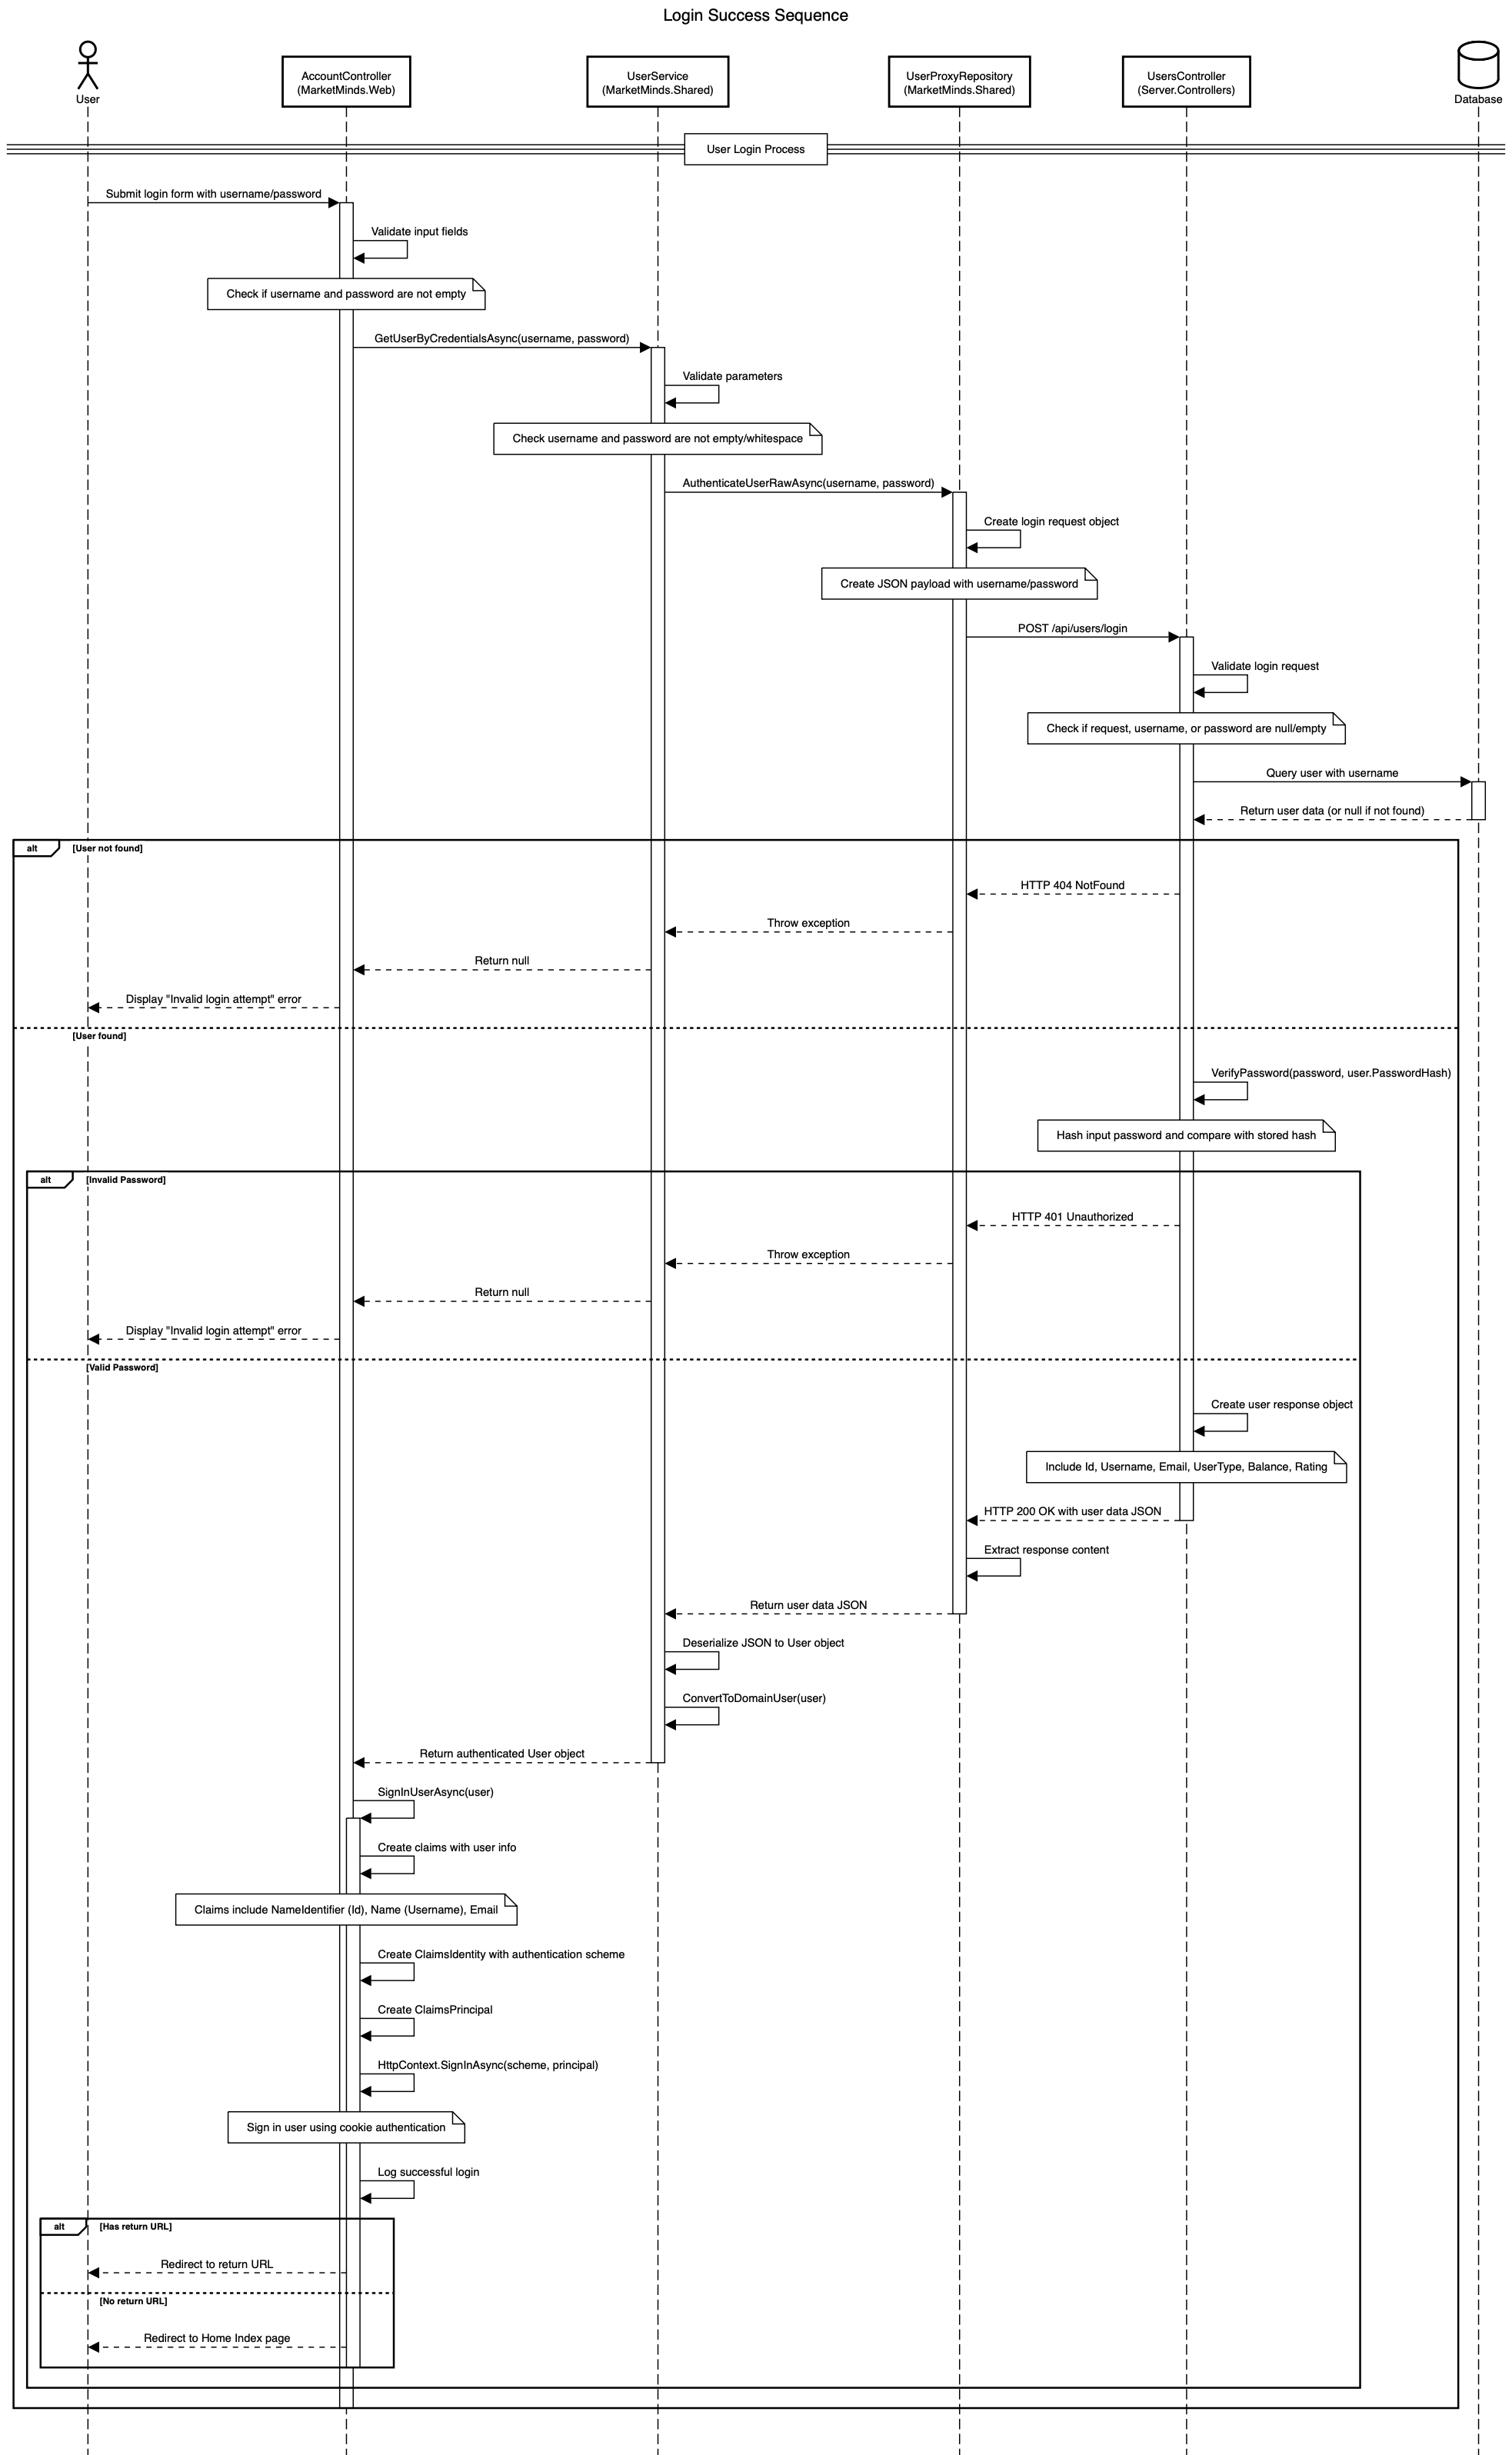 Login Success Sequence
User
AccountController
(MarketMinds.Web)
UserService
(MarketMinds.Shared)
UserProxyRepository
(MarketMinds.Shared)
UsersController
(Server.Controllers)
Database
User Login Process
Submit login form with username/password
Validate input fields
Check if username and password are not empty
GetUserByCredentialsAsync(username, password)
Validate parameters
Check username and password are not empty/whitespace
AuthenticateUserRawAsync(username, password)
Create login request object
Create JSON payload with username/password
POST /api/users/login
Validate login request
Check if request, username, or password are null/empty
Query user with username
Return user data (or null if not found)
alt
[User not found]
HTTP 404 NotFound
Throw exception
Return null
Display "Invalid login attempt" error
[User found]
VerifyPassword(password, user.PasswordHash)
Hash input password and compare with stored hash
alt
[Invalid Password]
HTTP 401 Unauthorized
Throw exception
Return null
Display "Invalid login attempt" error
[Valid Password]
Create user response object
Include Id, Username, Email, UserType, Balance, Rating
HTTP 200 OK with user data JSON
Extract response content
Return user data JSON
Deserialize JSON to User object
ConvertToDomainUser(user)
Return authenticated User object
SignInUserAsync(user)
Create claims with user info
Claims include NameIdentifier (Id), Name (Username), Email
Create ClaimsIdentity with authentication scheme
Create ClaimsPrincipal
HttpContext.SignInAsync(scheme, principal)
Sign in user using cookie authentication
Log successful login
alt
[Has return URL]
Redirect to return URL
[No return URL]
Redirect to Home Index page